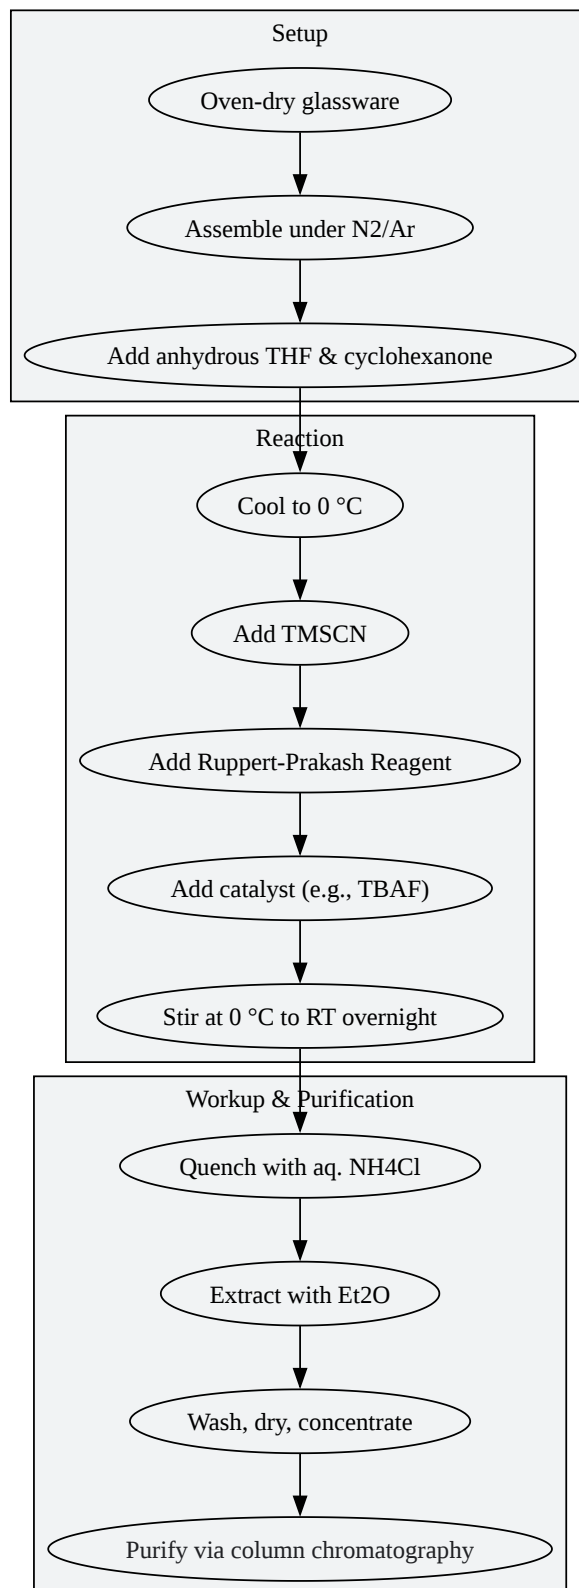 Setup
Oven-dry glassware
Assemble under N2/Ar
Add anhydrous THF & cyclohexanone
Reaction
Cool to 0 °C
Add TMSCN
Add Ruppert-Prakash Reagent
Add catalyst (e.g., TBAF)
Stir at 0 °C to RT overnight
Workup & Purification
Quench with aq. NH4Cl
Extract with Et2O
Wash, dry, concentrate
Purify via column chromatography